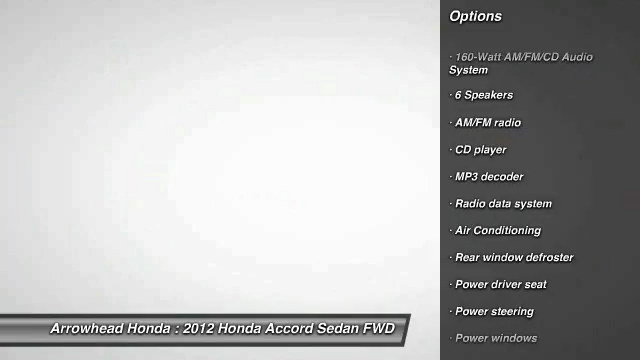 Options
· 160-Watt AM/FM/CD Audio
System
· 6 Speakers
· AM/FM radio
· CD player
· MP3 decoder
· Radio data system
· Air Conditioning
· Rear window defroster
· Power driver seat
· Power steering
· Power windows
Arrowhead Honda : 2012 Honda Accord Sedan FWD